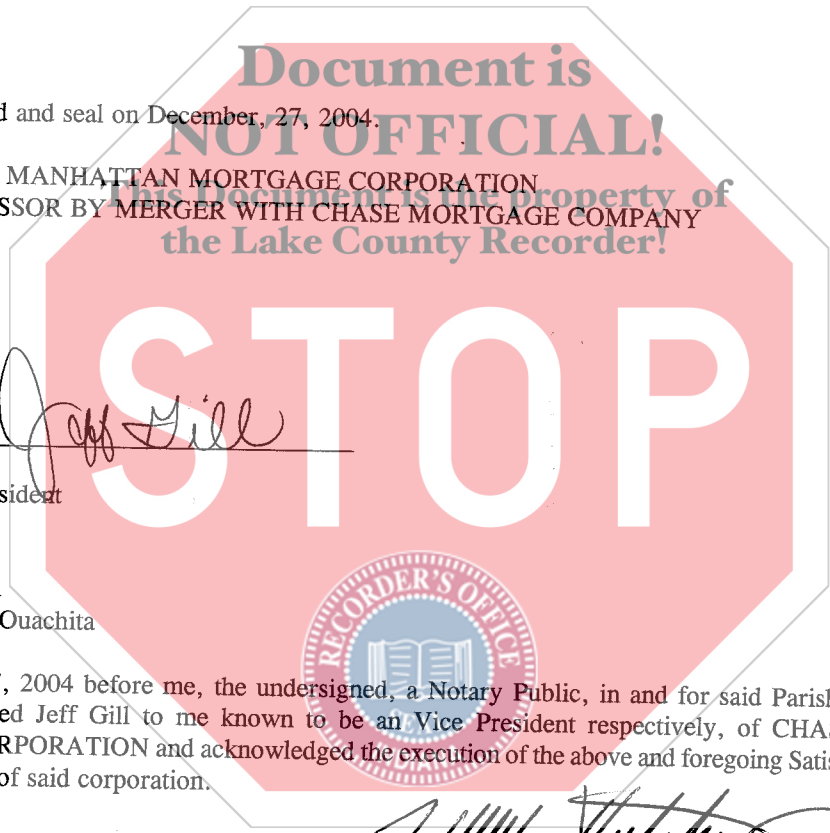 Document is
d and seal on December, 27, 2004.
NOT OFFICIAL!
MANHATTAN MORTGAGE CORPORATION
This Document is the property of
SSOR BY MERGER WITH CHASE MORTGAGE COMPANY
the Lake County Recorder!
STOP
Jeff Gill
sident
RECORDER'S OFFICE
Ouachita
, 2004 before me, the undersigned, a Notary Public, in and for said Parish
ed Jeff Gill to me known to be an Vice President respectively, of CHAS
RPORATION and acknowledged the execution of the above and foregoing Satis
of said corporation.